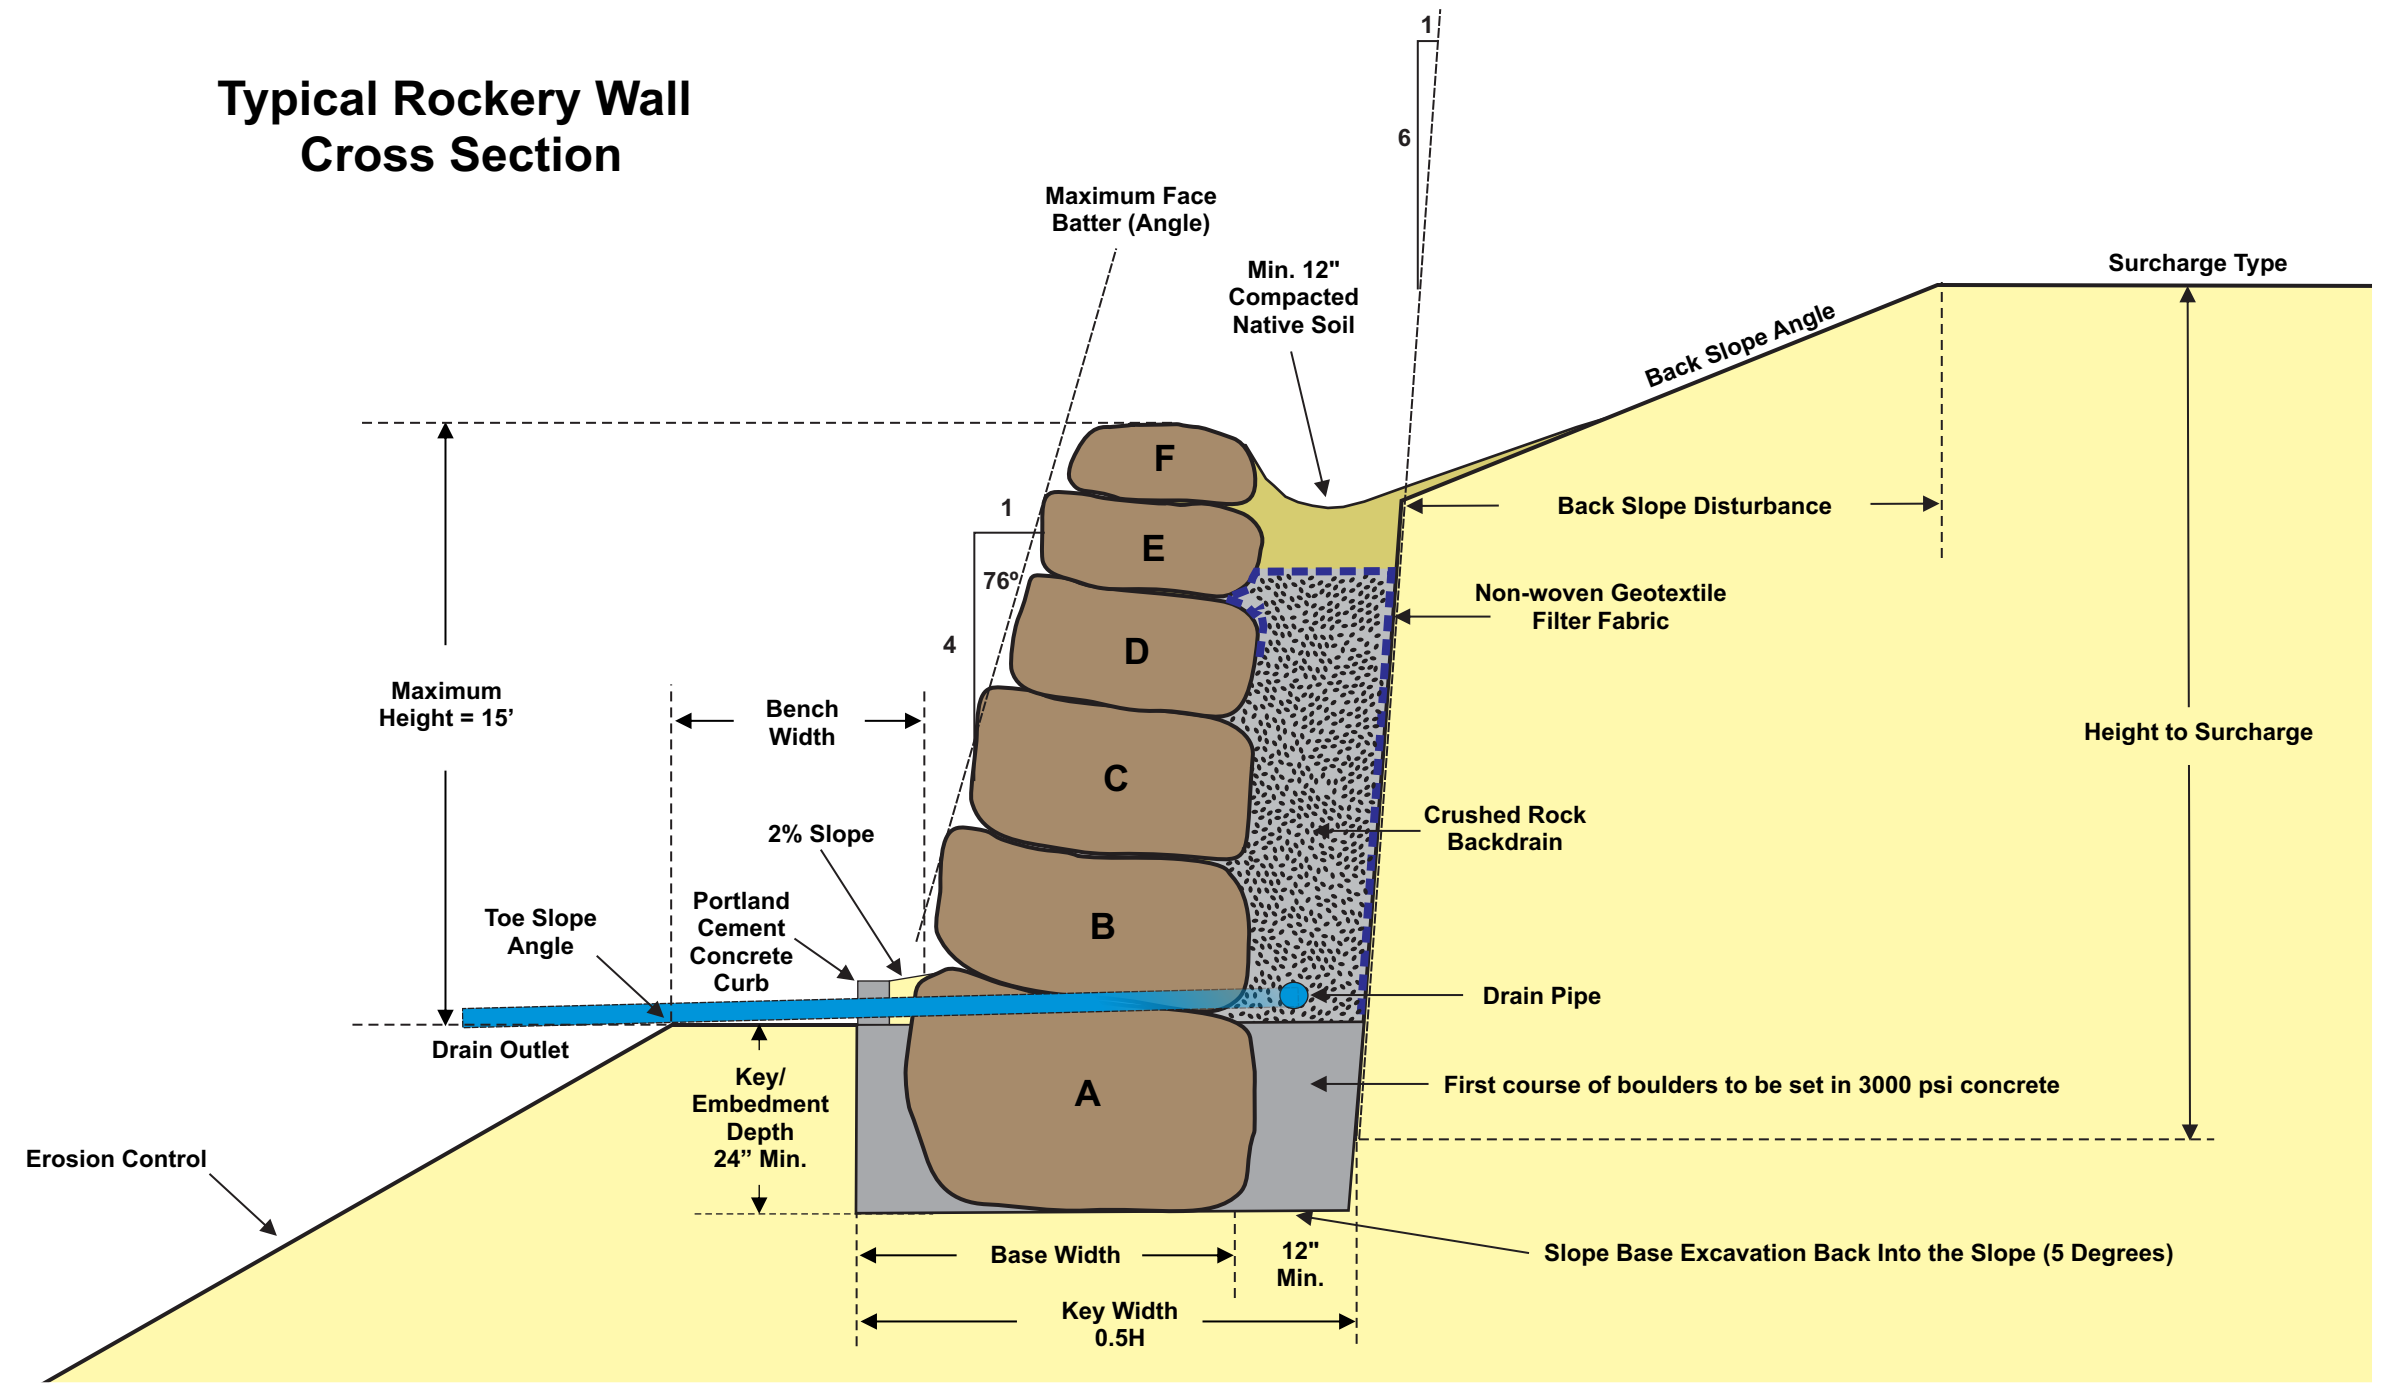 Typical Rockery Wall
Cross Section
1
6
Maximum Face
Batter (Angle)
Min. 12"
Compacted
Native Soil
Surcharge Type
Back Slope Angle
F
1
Back Slope Disturbance
E
76º
Non-woven Geotextile
Filter Fabric
4
D
Maximum
Height = 15’
Bench
Width
Height to Surcharge
C
2% Slope
Crushed Rock
Backdrain
Portland
Cement
Concrete
Curb
Toe Slope
Angle
B
Drain Pipe
Drain Outlet
Key/
Embedment
Depth
24” Min.
A
First course of boulders to be set in 3000 psi concrete
Erosion Control
Base Width
12"
Min.
Slope Base Excavation Back Into the Slope (5 Degrees)
Key Width
0.5H